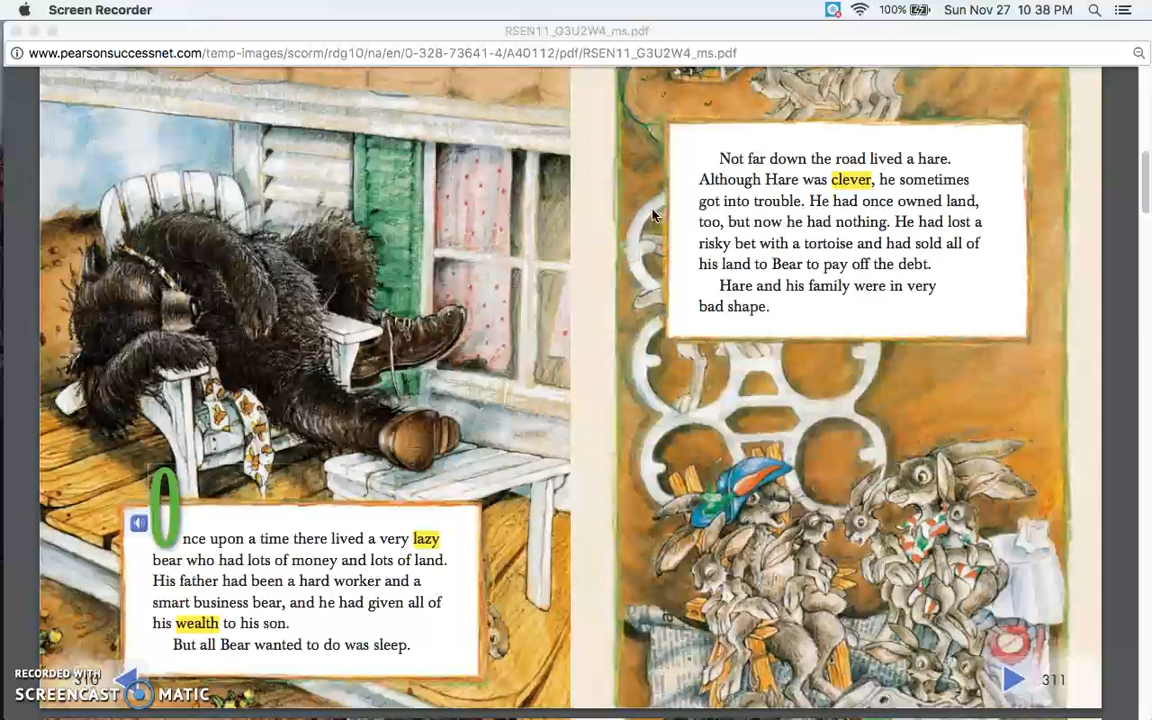 Screen Recorder
100%
Sun Nov 27 10:38 PM
RSEN11_G3U2W4_ms.pdf
www.pearsonsuccessnet.com/temp-images/scorm/rdg10/na/en/0-328-73641-4/A40112/pdf/RSEN11_G3U2W4_ms.pdf
Once upon a time there lived a very lazy
bear who had lots of money and lots of land.
His father had been a hard worker and a
smart business bear, and he had given all of
his wealth to his son.
But all Bear wanted to do was sleep.
310
Not far down the road lived a hare.
Although Hare was clever, he sometimes
got into trouble. He had once owned land,
too, but now he had nothing. He had lost a
risky bet with a tortoise and had sold all of
his land to Bear to pay off the debt.
Hare and his family were in very
bad shape.
311
RECORDED WITH
SCREENCAST MATIC